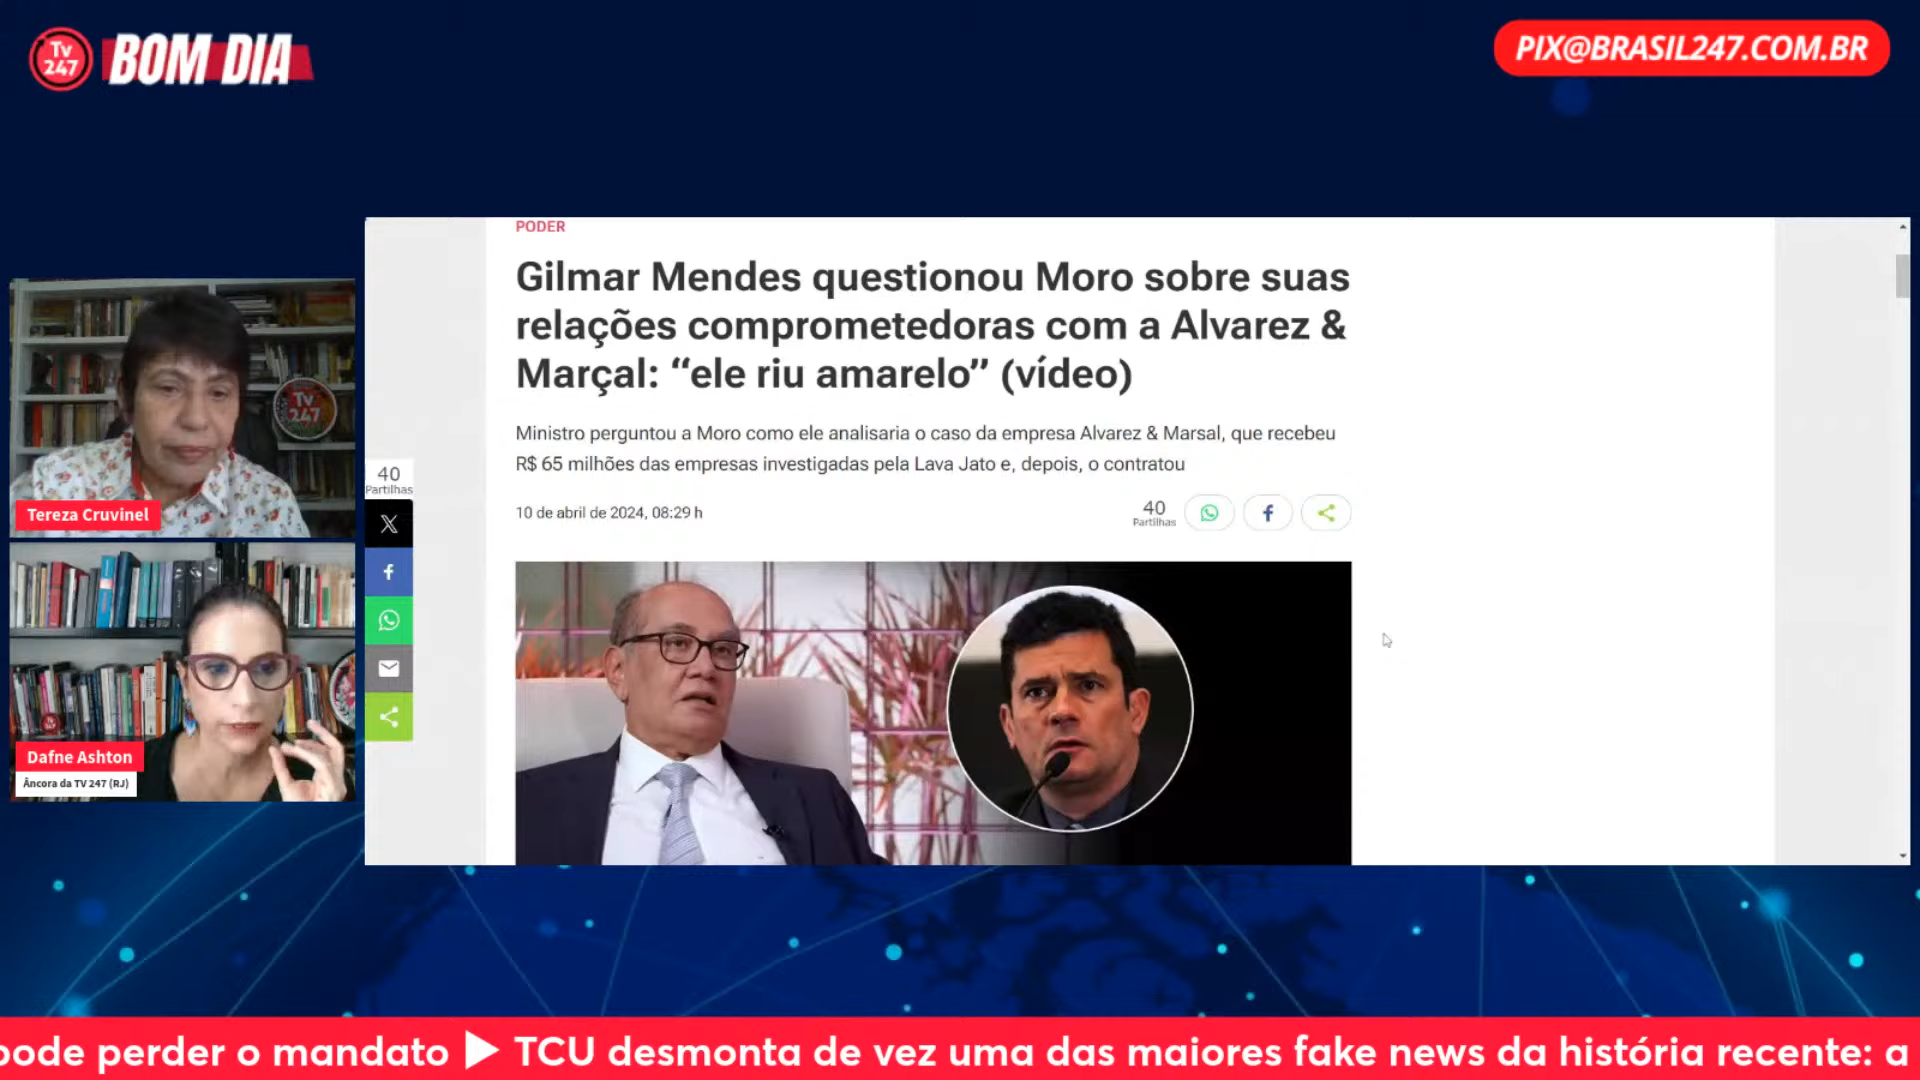 Tv 247
BOM DIA
PIX@BRASIL247.COM.BR
PODER
Gilmar Mendes questionou Moro sobre suas
relações comprometedoras com a Alvarez &
Marçal: “ele riu amarelo” (vídeo)
Ministro perguntou a Moro como ele analisaria o caso da empresa Alvarez & Marsal, que recebeu
R$ 65 milhões das empresas investigadas pela Lava Jato e, depois, o contratou
10 de abril de 2024, 08:29 h
40
Partilhas
40
Partilhas
Tv
247
Tereza Cruvinel
Dafne Ashton
Âncora da TV 247 (RJ)
pode perder o mandato ▶ TCU desmonta de vez uma das maiores fake news da história recente: a